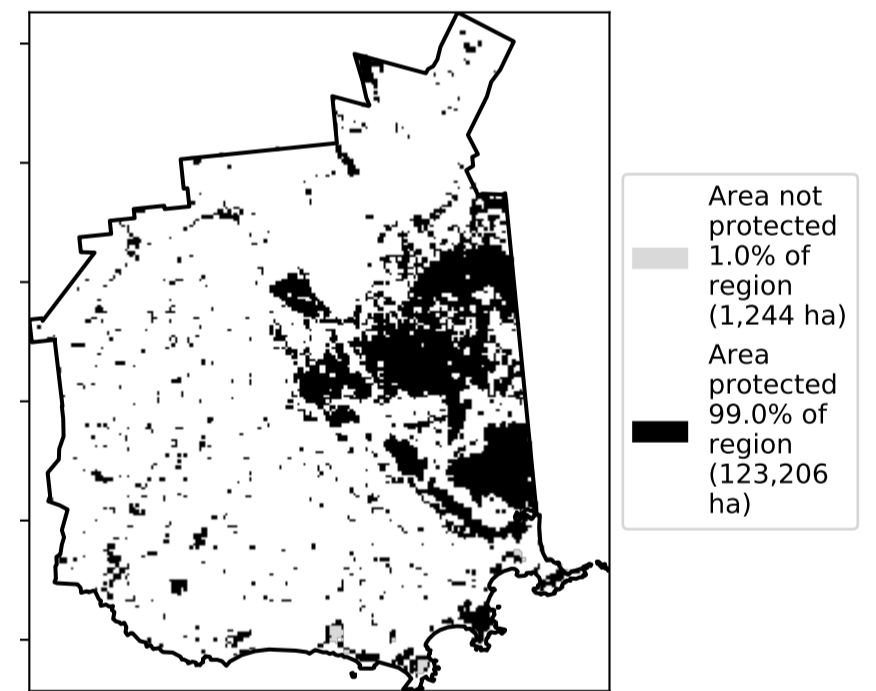 Area not
protected
1.0% of
region
(1,244 ha)
Area
protected
99.0% of
region
(123,206
ha)